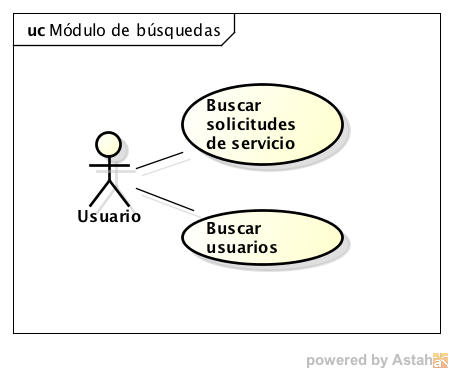 uc Módulo de búsquedas
Buscar
solicitudes
de servicio
Usuario
Buscar
usuarios
powered by Astah